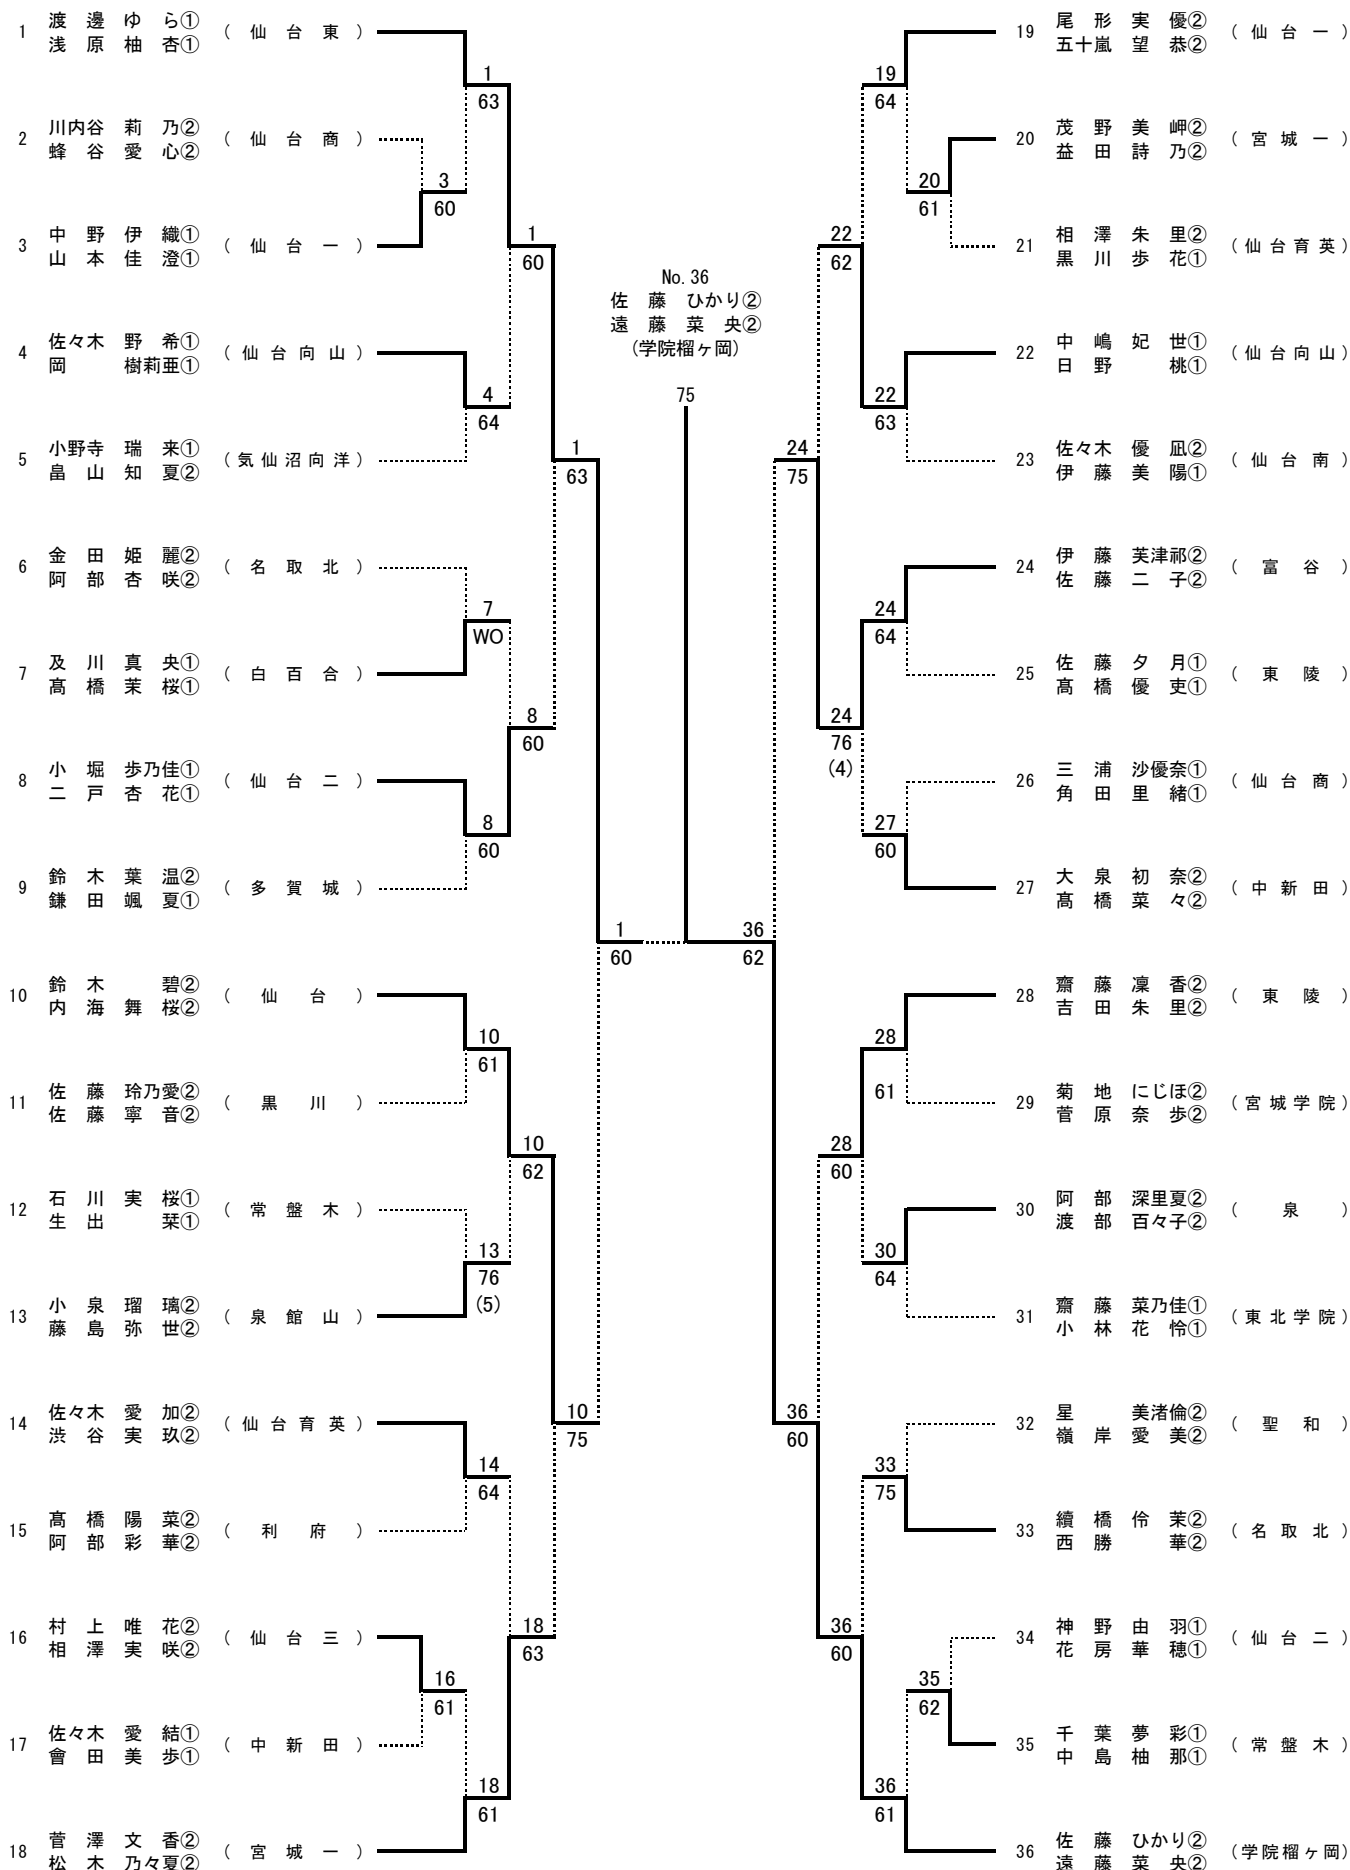 1 渡邊ゆら① 浅原柚杏① (仙台東)
2 川内谷莉乃② 蜂谷愛心② (仙台商)
3 中野伊織① 山本佳澄① (仙台一)
4 佐々木野希① 岡樹莉亜① (仙台向山)
5 小野寺瑞来① 畠山知夏② (気仙沼向洋)
6 金田姫麗② 阿部杏咲② (名取北)
7 及川真央① 髙橋茉桜① (白百合)
8 小堀歩乃佳① 二戸杏花① (仙台二)
9 鈴木葉温② 鎌田颯夏① (多賀城)
10 鈴木碧② 内海舞桜② (仙台)
11 佐藤玲乃愛② 佐藤寧音② (黒川)
12 石川実桜① 生出栞① (常盤木)
13 小泉瑠璃② 藤島弥世② (泉館山)
14 佐々木愛加② 渋谷実玖② (仙台育英)
15 髙橋陽菜② 阿部彩華② (利府)
16 村上唯花② 相澤実咲② (仙台三)
17 佐々木愛結① 會田美歩① (中新田)
18 菅澤文香② 松木乃々夏② (宮城一)
1
63
3
60
1
60
4
64
1
63
7
WO
8
60
8
60
1
60
10
61
10
62
13
76
(5)
10
75
14
64
18
63
16
61
18
61
No.36
佐藤ひかり②
遠藤菜央②
(学院榴ヶ岡)
75
36
62
19
64
20
61
22
62
22
63
24
75
24
64
24
76
(4)
27
60
28
61
28
60
30
64
36
60
33
75
36
60
35
62
36
61
19 尾形実優② 五十嵐望恭② (仙台一)
20 茂野美岬② 益田詩乃② (宮城一)
21 相澤朱里② 黒川歩花① (仙台育英)
22 中嶋妃世① 日野桃① (仙台向山)
23 佐々木優凪② 伊藤美陽① (仙台南)
24 伊藤芙津祁② 佐藤二子② (富谷)
25 佐藤夕月① 髙橋優吏① (東陵)
26 三浦沙優奈① 角田里緒① (仙台商)
27 大泉初奈② 髙橋菜々② (中新田)
28 齋藤凜香② 吉田朱里② (東陵)
29 菊地にじほ② 菅原奈歩② (宮城学院)
30 阿部深里夏② 渡部百々子② (泉)
31 齋藤菜乃佳① 小林花怜① (東北学院)
32 星美渚倫② 嶺岸愛美② (聖和)
33 續橋伶茉② 西勝華② (名取北)
34 神野由羽① 花房華穂① (仙台二)
35 千葉夢彩① 中島柚那① (常盤木)
36 佐藤ひかり② 遠藤菜央② (学院榴ヶ岡)